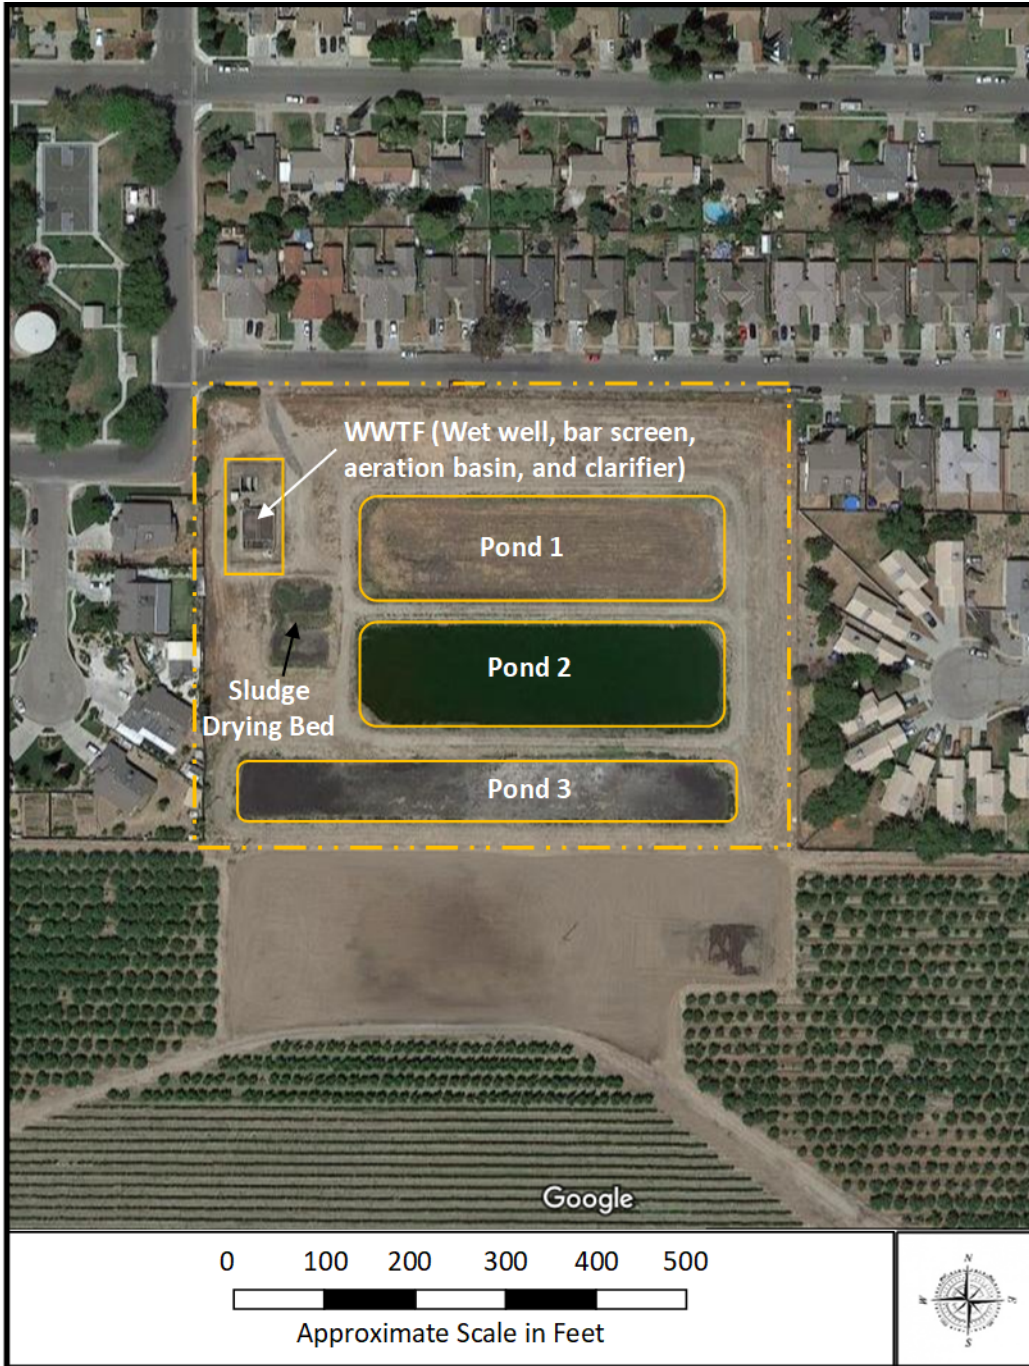 WWTF (Wet well, bar screen,
aeration basin, and clarifier)
Pond 1
Pond 2
Sludge
Drying Bed
Pond 3
Google
0 100 200 300 400 500
Approximate Scale in Feet
N
W E
S